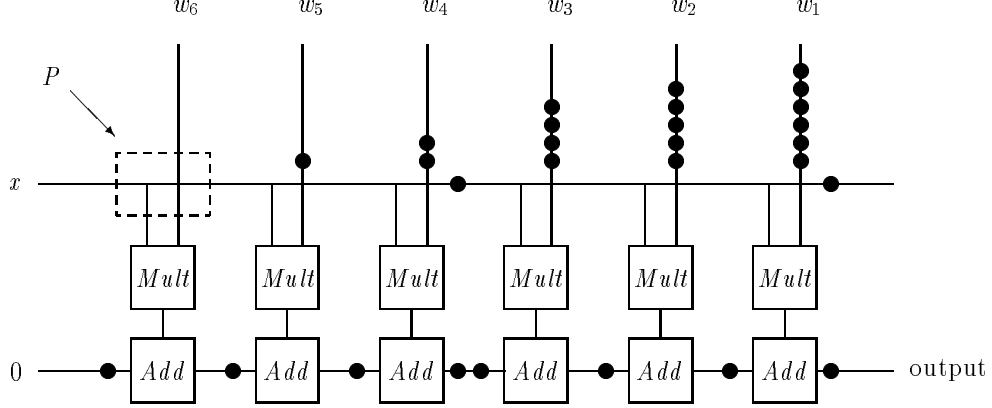 w6 w5 w4 w3 w2 w1
P
x
Mult Mult Mult Mult Mult Mult
0 Add Add Add Add Add Add output